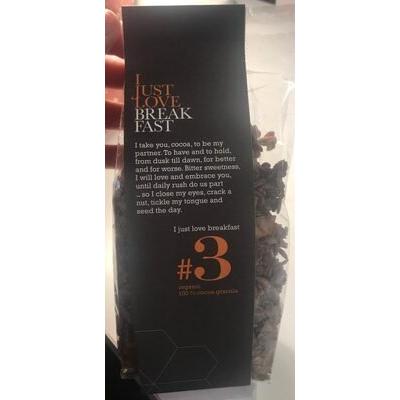 I
JUST
LOVE
BREAK
FAST
I take you, cocoa, to be my
partner. To have and to hold,
from dusk till dawn, for better
and for worse. Bitter sweetness,
I will love and embrace you,
until daily rush do us part
– so I close my eyes, crack a
nut, tickle my tongue and
seed the day.
I just love breakfast
#3
organic
100 % cocoa granola